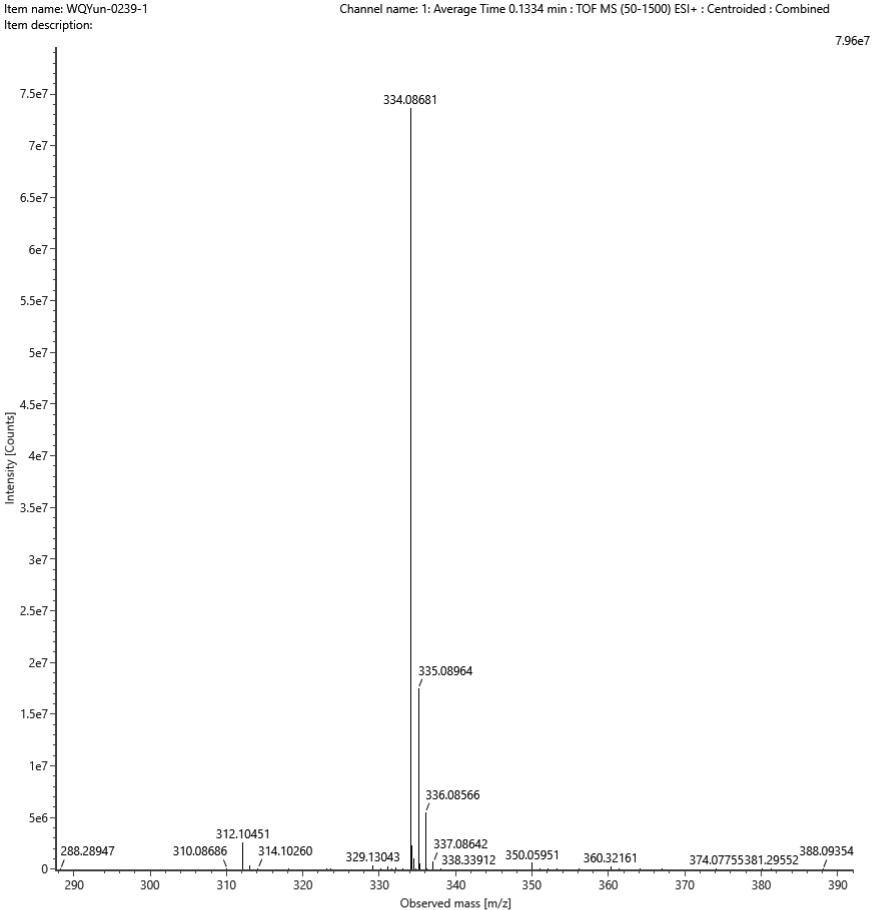 Item name: WQYun-0239-1
Channel name: 1: Average Time 0.1334 min : TOF MS (50-1500) ESI+ : Centroided : Combined
Item description:
7.96e7
7.5e7
334.08681
7e7
6.5e7
6e7
5.5e7
5e7
4.5e7
Intensity [Counts]
4e7
3.5e7
3e7
2.5e7
2e7
335.08964
1.5e7
1e7
336.08566
5e6
312.10451
337.08642
288.28947
310.08686
314.10260
329.13043
338.33912
350.05951
360.32161
374.07755
381.29552
388.09354
0
290
300
310
320
330
340
350
360
370
380
390
Observed mass [m/z]